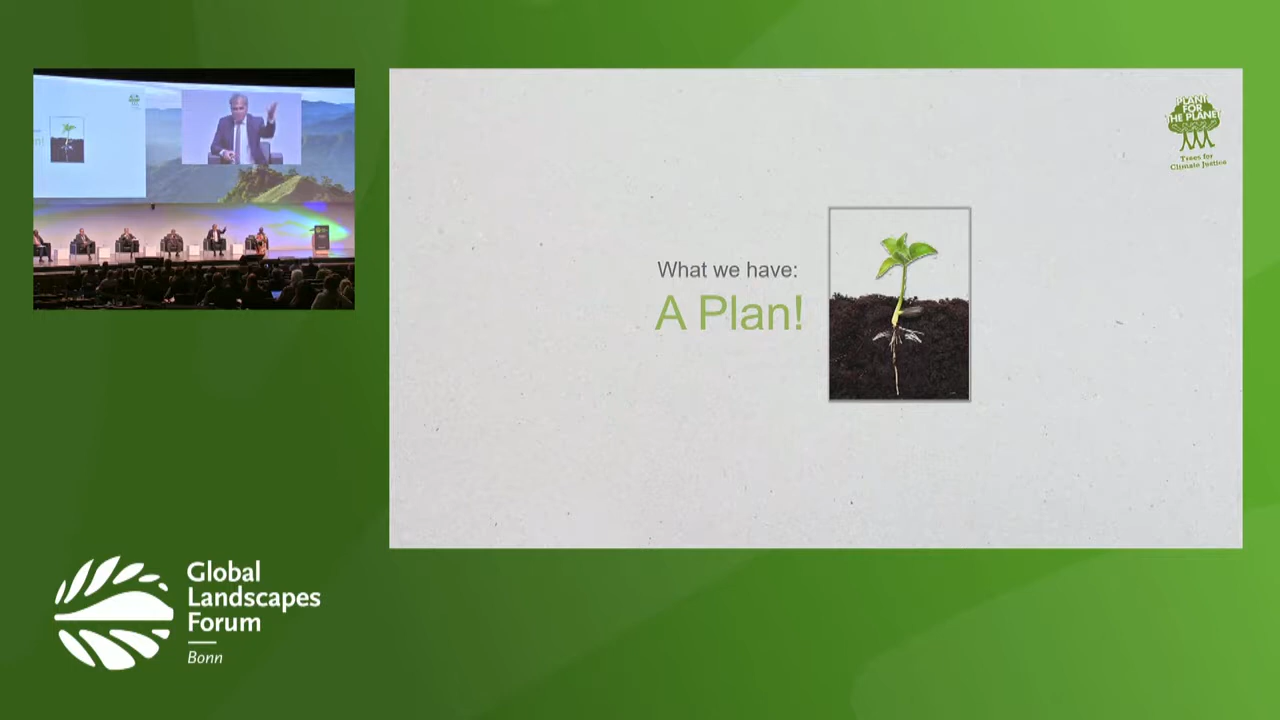 What we have:
A Plan!
PLANT
FOR
THE PLANET
Trees for
Climate Justice
Global
Landscapes
Forum
Bonn